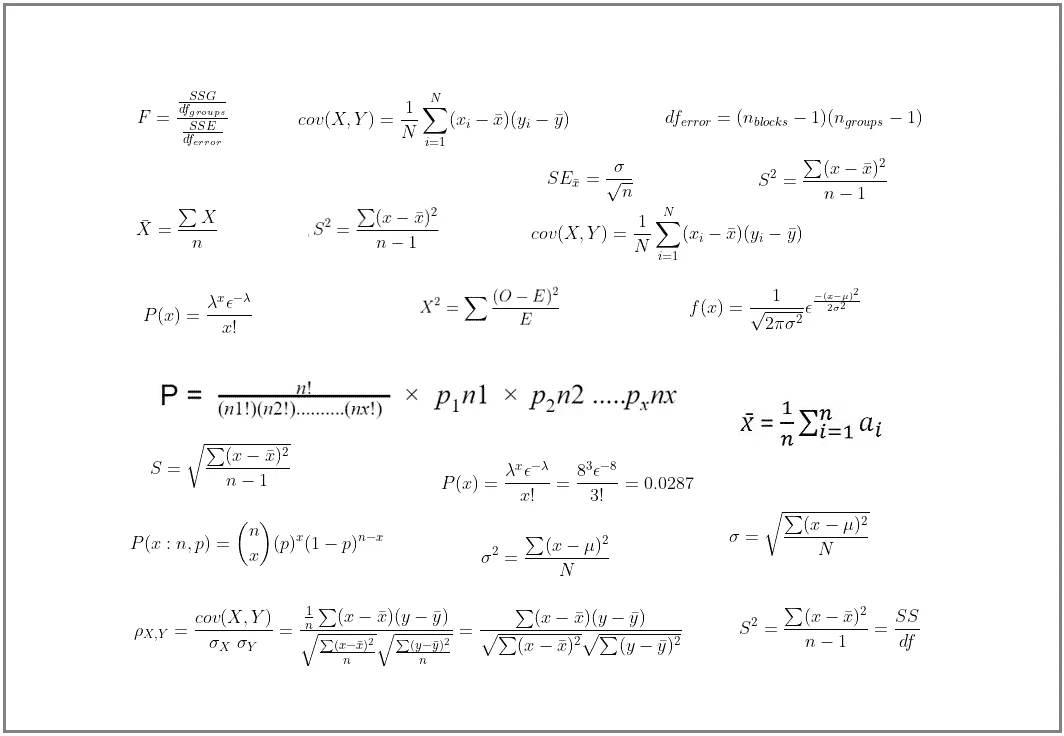 F = \frac{\frac{SSG}{df_{groups}}}{\frac{SSE}{df_{error}}}
cov(X,Y) = \frac{1}{N} \sum_{i=1}^{N} (x_i - \bar{x})(y_i - \bar{y})
df_{error} = (n_{blocks} - 1)(n_{groups} - 1)
SE_{\bar{x}} = \frac{\sigma}{\sqrt{n}}
S^2 = \frac{\sum(x - \bar{x})^2}{n - 1}
\bar{X} = \frac{\sum X}{n}
S^2 = \frac{\sum(x - \bar{x})^2}{n - 1}
cov(X,Y) = \frac{1}{N} \sum_{i=1}^{N} (x_i - \bar{x})(y_i - \bar{y})
P(x) = \frac{\lambda^x \epsilon^{-\lambda}}{x!}
X^2 = \sum \frac{(O - E)^2}{E}
f(x) = \frac{1}{\sqrt{2\pi\sigma^2}} \epsilon^{\frac{-(x-\mu)^2}{2\sigma^2}}
P = \frac{n!}{(n1!)(n2!)..........(nx!)} × p_1n1 × p_2n2 .....p_xnx
\bar{x} = \frac{1}{n} \sum_{i=1}^{n} a_i
S = \sqrt{\frac{\sum(x - \bar{x})^2}{n - 1}}
P(x) = \frac{\lambda^x \epsilon^{-\lambda}}{x!} = \frac{8^3 \epsilon^{-8}}{3!} = 0.0287
P(x : n, p) = \binom{n}{x} (p)^x (1 - p)^{n-x}
\sigma^2 = \frac{\sum(x - \mu)^2}{N}
\sigma = \sqrt{\frac{\sum(x - \mu)^2}{N}}
\rho_{X,Y} = \frac{cov(X,Y)}{\sigma_X \sigma_Y} = \frac{\frac{1}{n} \sum(x - \bar{x})(y - \bar{y})}{\sqrt{\frac{\sum(x-\bar{x})^2}{n}} \sqrt{\frac{\sum(y-\bar{y})^2}{n}}} = \frac{\sum(x - \bar{x})(y - \bar{y})}{\sqrt{\sum(x - \bar{x})^2} \sqrt{\sum(y - \bar{y})^2}}
S^2 = \frac{\sum(x - \bar{x})^2}{n - 1} = \frac{SS}{df}